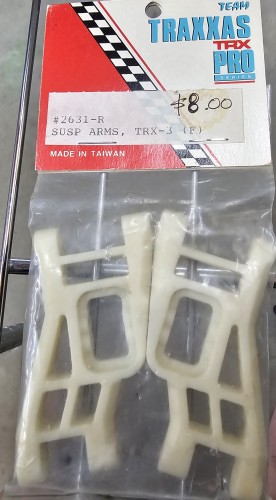 TEAM
TRAXXAS
TRX
PRO
SERIES
$8.00
#2631-R
SUSP ARMS, TRX-3 (F)
MADE IN TAIWAN